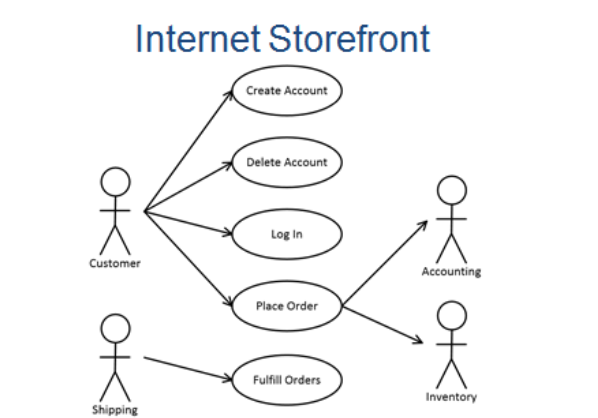 Internet Storefront
Create Account
Delete Account
Log In
Customer
Accounting
Place Order
Fulfill Orders
Inventory
Shipping